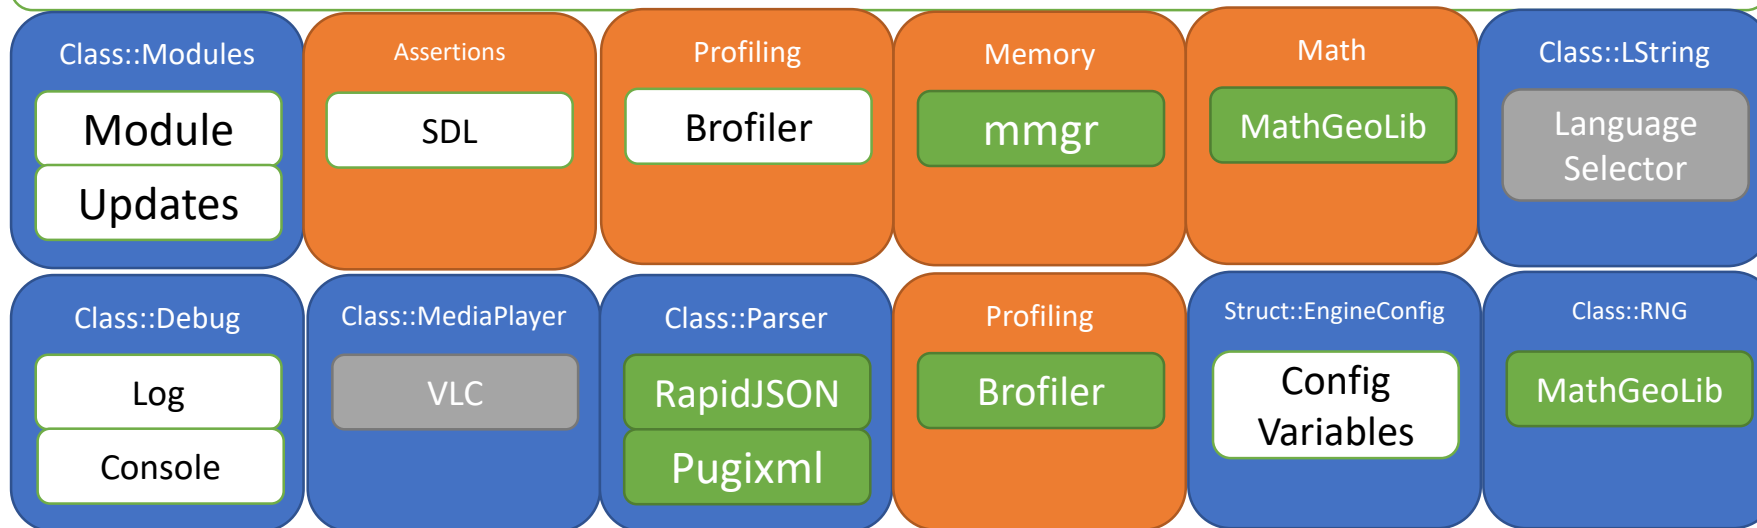 Class::Modules
Module
Updates
Assertions
SDL
Profiling
Brofiler
Memory
mmgr
Math
MathGeoLib
Class::LString
Language
Selector
Class::Debug
Log
Console
Class::MediaPlayer
VLC
Class::Parser
RapidJSON
Pugixml
Profiling
Brofiler
Struct::EngineConfig
Config
Variables
Class::RNG
MathGeoLib